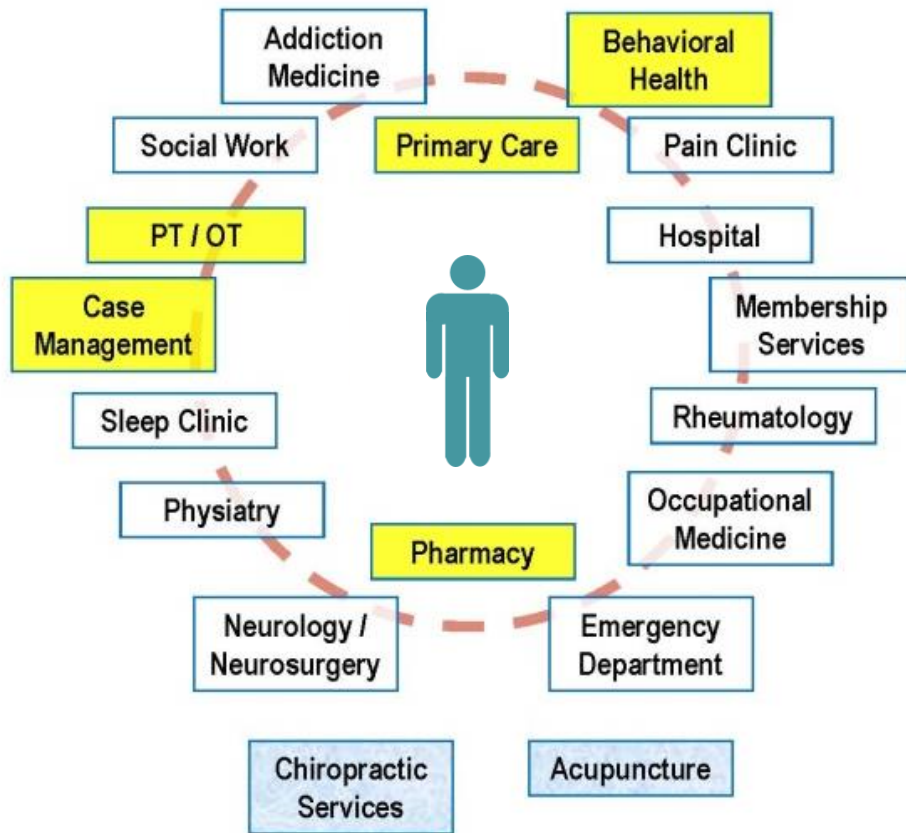 Addiction
Medicine
Behavioral
Health
Social Work
Primary Care
Pain Clinic
PT / OT
Hospital
Case
Management
Membership
Services
Sleep Clinic
Rheumatology
Physiatry
Occupational
Medicine
Pharmacy
Neurology /
Neurosurgery
Emergency
Department
Chiropractic
Services
Acupuncture